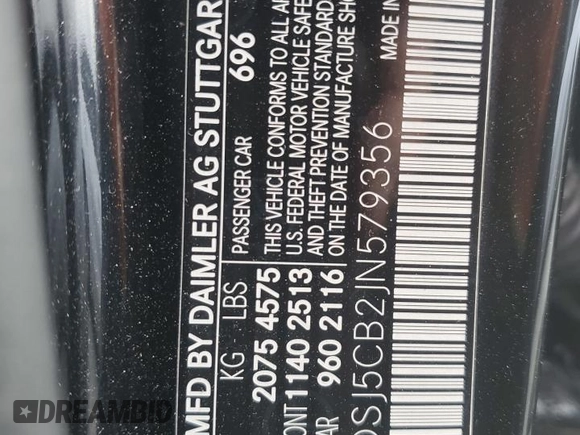 MFD BY DAIMLER AG STUTTGAR
KG LBS PASSENGER CAR 696
2075 4575 THIS VEHICLE CONFORMS TO ALL A
ONT 1140 2513 U.S. FEDERAL MOTOR VEHICLE SAFE
AR 960 2116 AND THEFT PREVENTION STANDARD
ON THE DATE OF MANUFACTURE SHO
SJ5CB2JN579356 MADE IN
DREAMBID